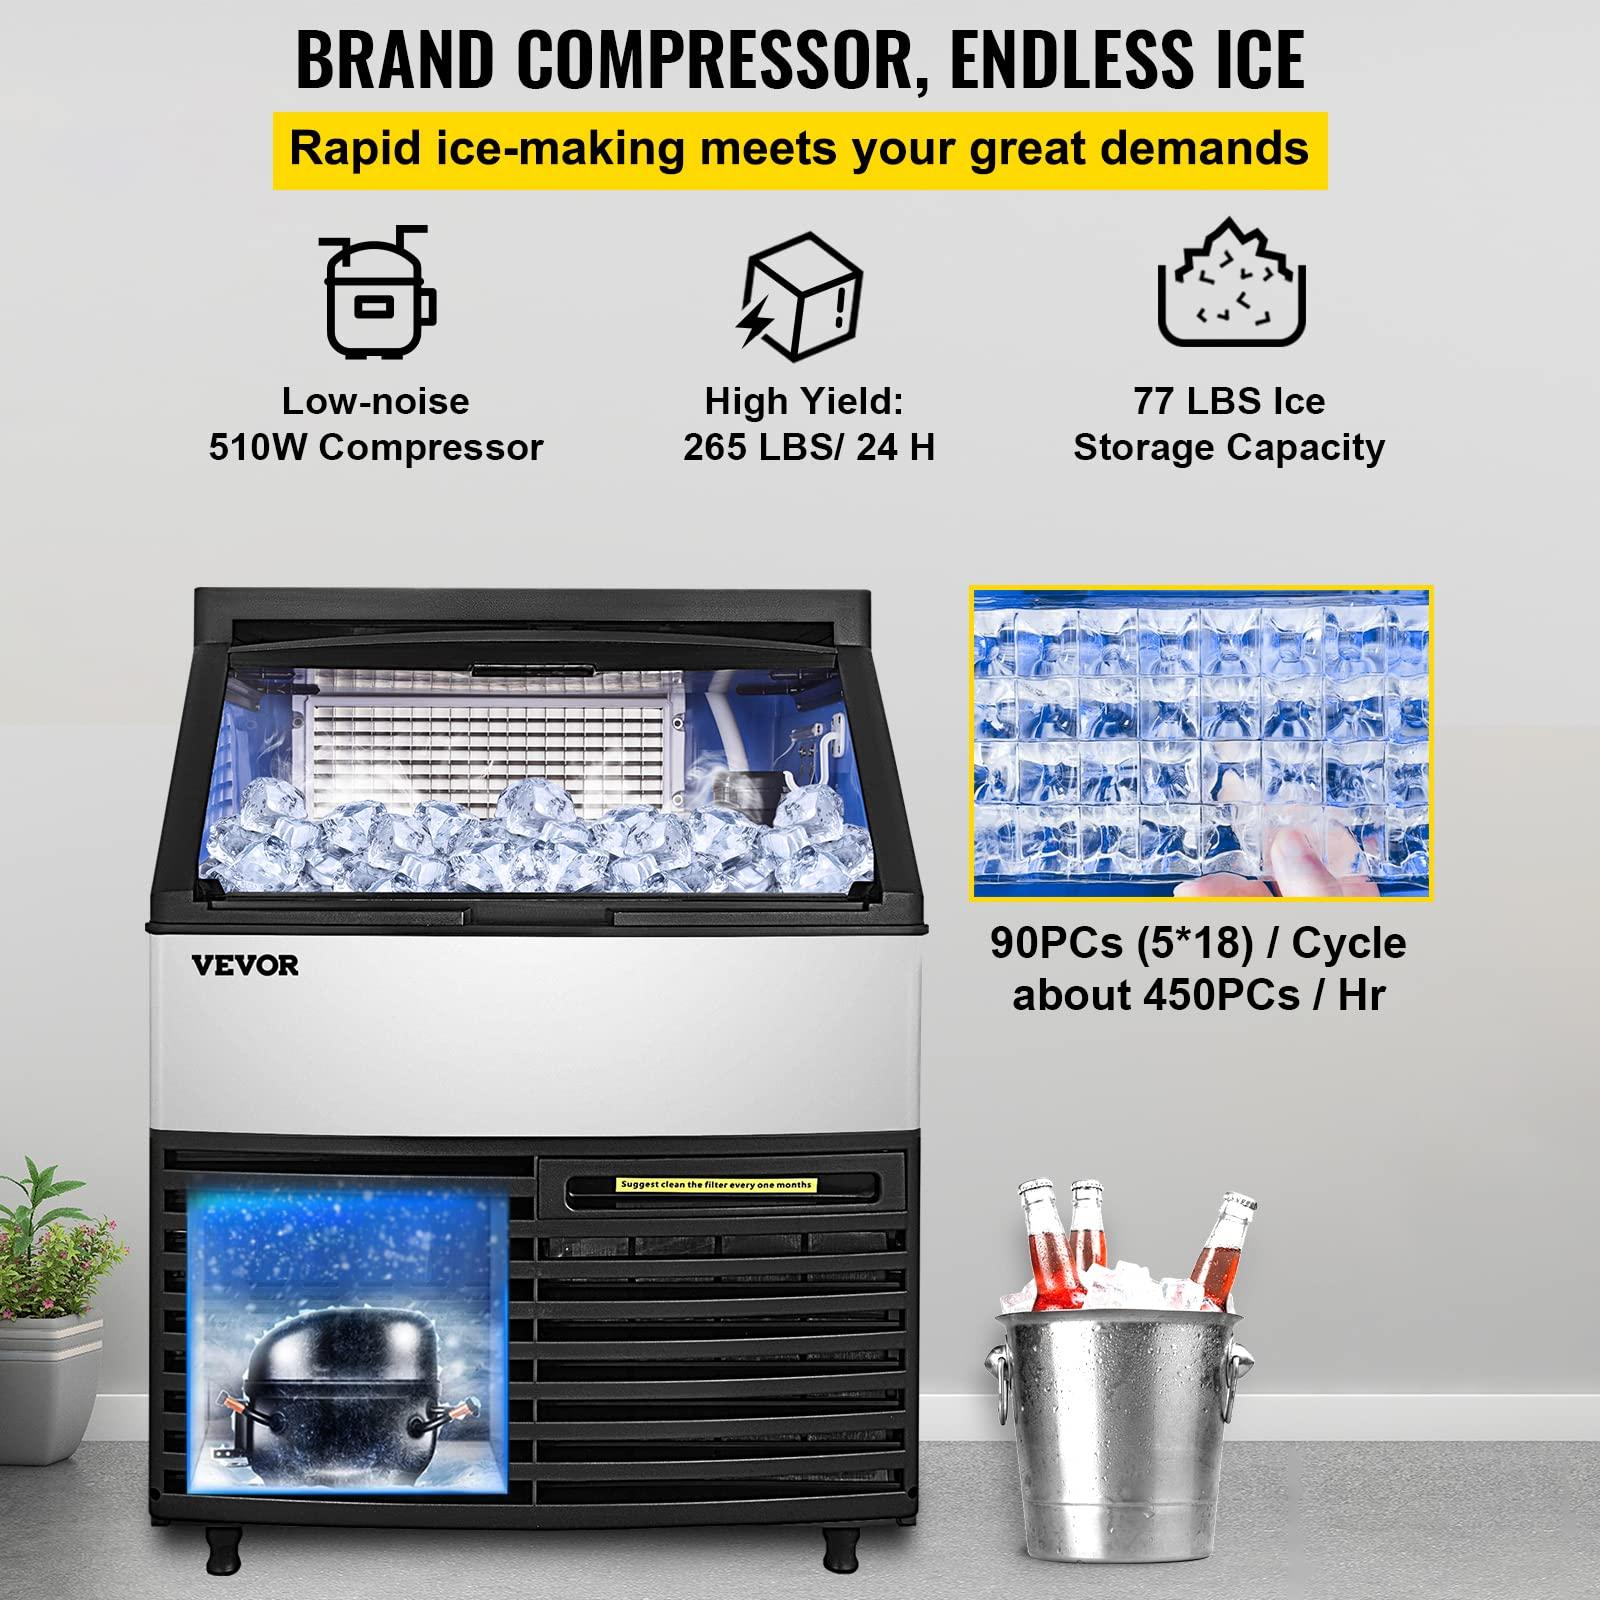 BRAND COMPRESSOR, ENDLESS ICE
Rapid ice-making meets your great demands
Low-noise
510W Compressor
High Yield:
265 LBS/ 24 H
77 LBS Ice
Storage Capacity
90PCs (5*18) / Cycle
about 450PCs / Hr
VEVOR
Suggest clean the filter every one months